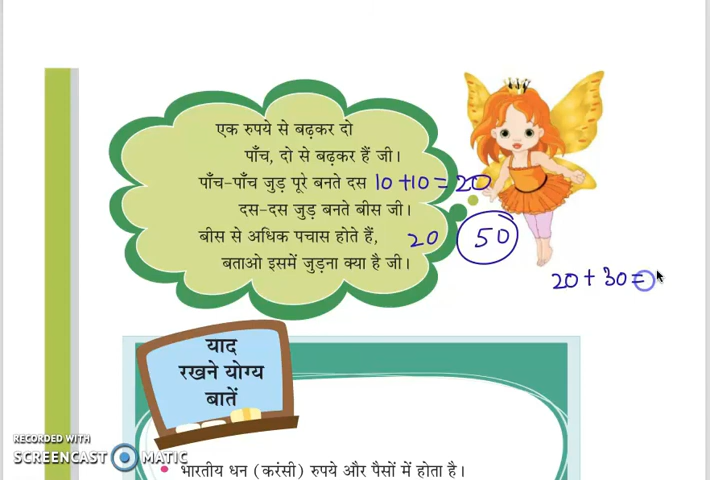 एक रुपये से बढ़कर दो
पाँच, दो से बढ़कर हैं जी।
पाँच-पाँच जुड़ पूरे बनते दस 10 + 10 = 20
दस-दस जुड़ बनते बीस जी।
बीस से अधिक पचास होते हैं, 20 50
बताओ इसमें जुड़ना क्या है जी।
20 + 30 =
याद
रखने योग्य
बातें
RECORDED WITH
SCREENCAST MATIC
• भारतीय धन (करंसी) रुपये और पैसों में होता है।